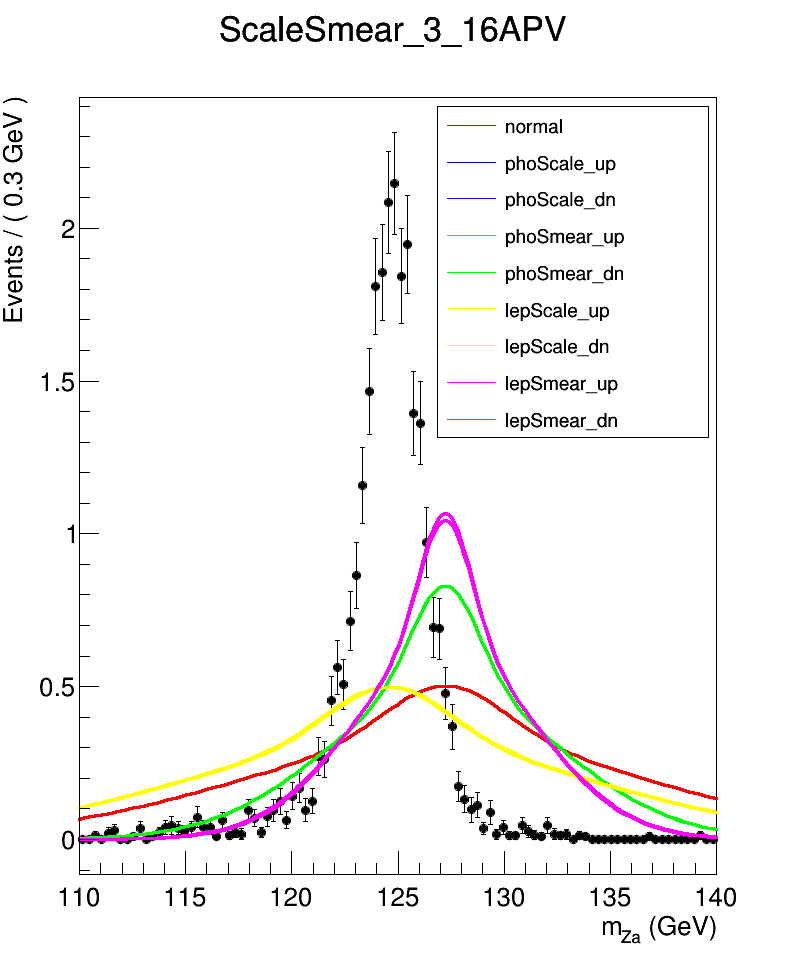 ScaleSmear_3_16APV
Events / ( 0.3 GeV )
2
1.5
1
0.5
0
normal
phoScale_up
phoScale_dn
phoSmear_up
phoSmear_dn
lepScale_up
lepScale_dn
lepSmear_up
lepSmear_dn
110 115 120 125 130 135 140
m_Za (GeV)